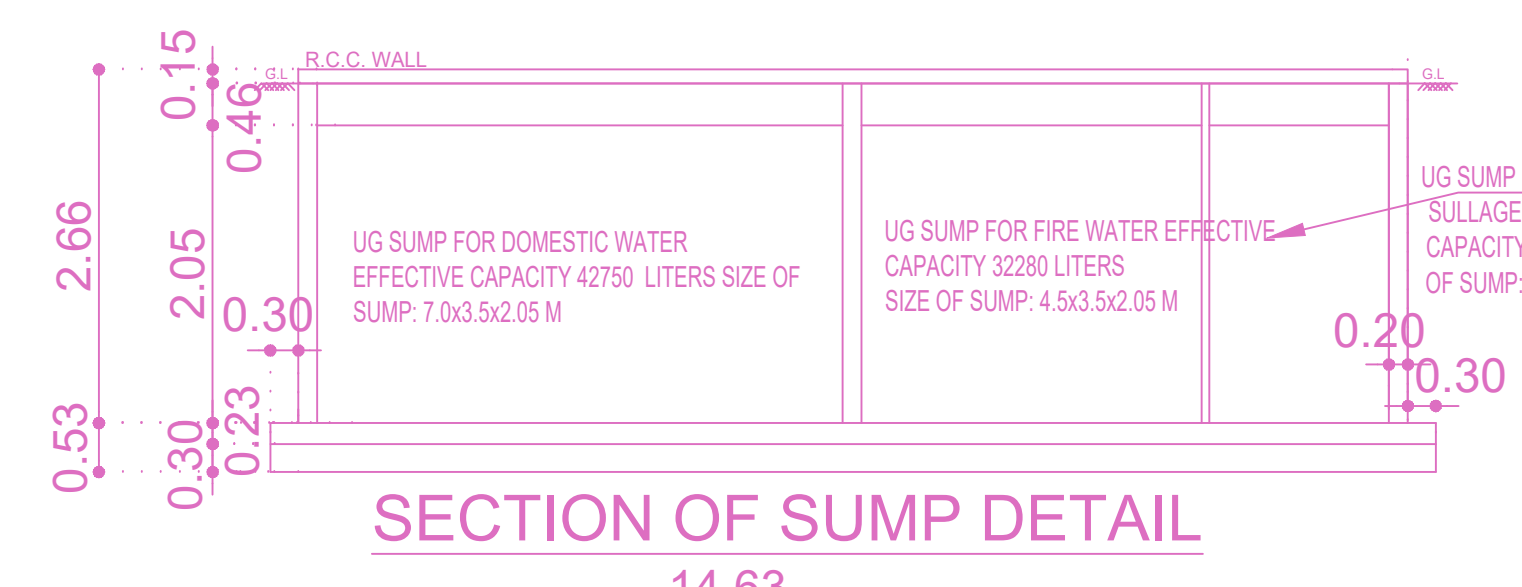 0.15
R.C.C. WALL
G.L
G.L
0.46
2.66
2.05
UG SUMP FOR DOMESTIC WATER
EFFECTIVE CAPACITY 42750 LITERS SIZE OF
SUMP: 7.0x3.5x2.05 M
UG SUMP FOR FIRE WATER EFFECTIVE
CAPACITY 32280 LITERS
SIZE OF SUMP: 4.5x3.5x2.05 M
UG SUMP
SULLAGE
CAPACITY
OF SUMP:
0.30
0.20
0.30
0.53
0.30
0.23
SECTION OF SUMP DETAIL
14.63